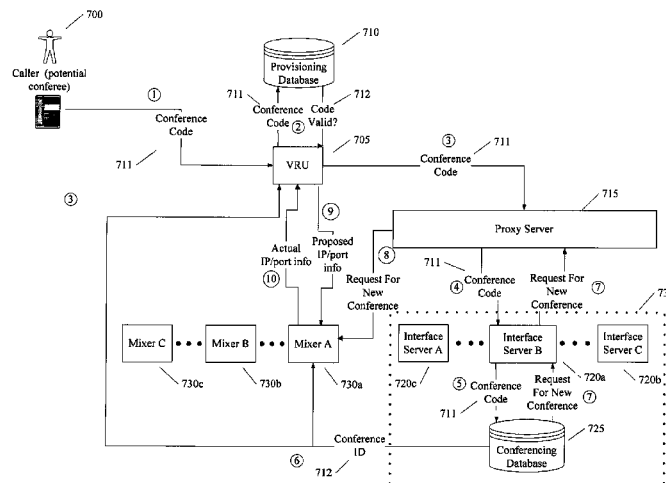 700
Caller (potential
conferee)
①
Conference
Code
711
710
Provisioning
Database
711
712
Conference
Code
②
Code
Valid?
705
VRU
③
711
Conference
Code
715
Proxy Server
③
⑨
Actual
IP/port info
⑩
Proposed
IP/port
info
⑧
Request For
New
Conference
711
④
Conference
Code
Request For
New
Conference
⑦
Mixer C
Mixer B
Mixer A
730c
730b
730a
Interface
Server A
Interface
Server B
Interface
Server C
720c
720a
720b
⑤
Conference
Code
711
Request
For New
Conference
⑦
725
Conferencing
Database
⑥
Conference
ID
712